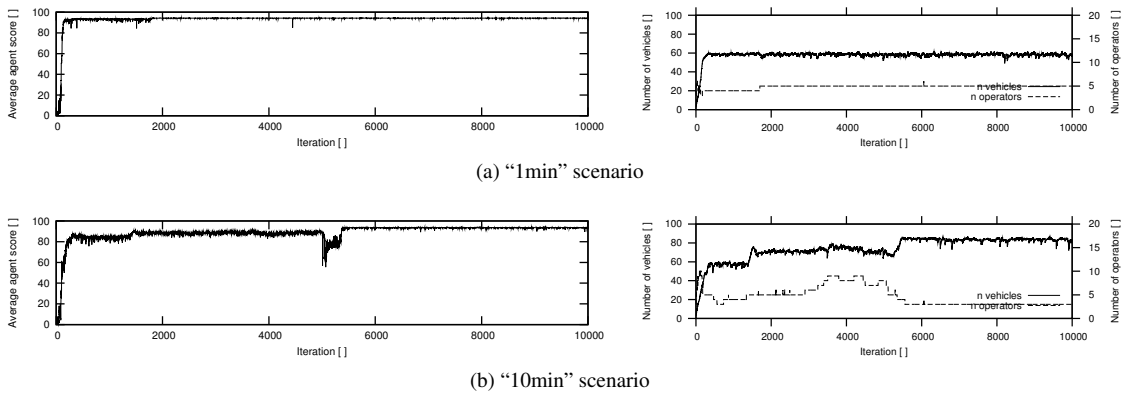 Average agent score [ ]
100
80
60
40
20
0
0 2000 4000 6000 8000 10000
Iteration [ ]
Number of vehicles [ ]
100
80
60
40
20
0
0 2000 4000 6000 8000 10000
Iteration [ ]
20
15
10
5
0
Number of operators [ ]
n vehicles
n operators
(a) “1min” scenario
Average agent score [ ]
100
80
60
40
20
0
0 2000 4000 6000 8000 10000
Iteration [ ]
Number of vehicles [ ]
100
80
60
40
20
0
0 2000 4000 6000 8000 10000
Iteration [ ]
20
15
10
5
0
Number of operators [ ]
n vehicles
n operators
(b) “10min” scenario